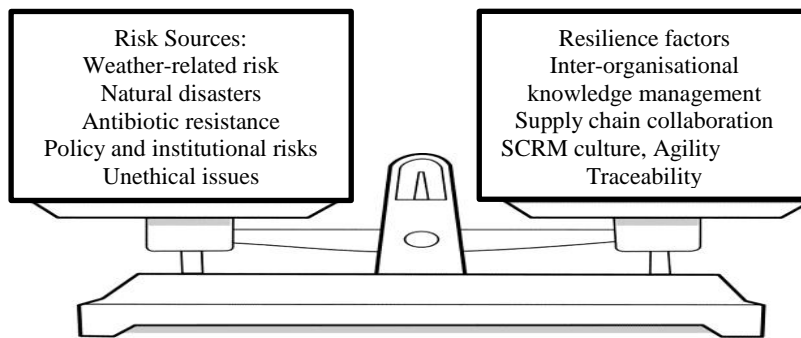 Risk Sources:
Weather-related risk
Natural disasters
Antibiotic resistance
Policy and institutional risks
Unethical issues
Resilience factors
Inter-organisational
knowledge management
Supply chain collaboration
SCRM culture, Agility
Traceability